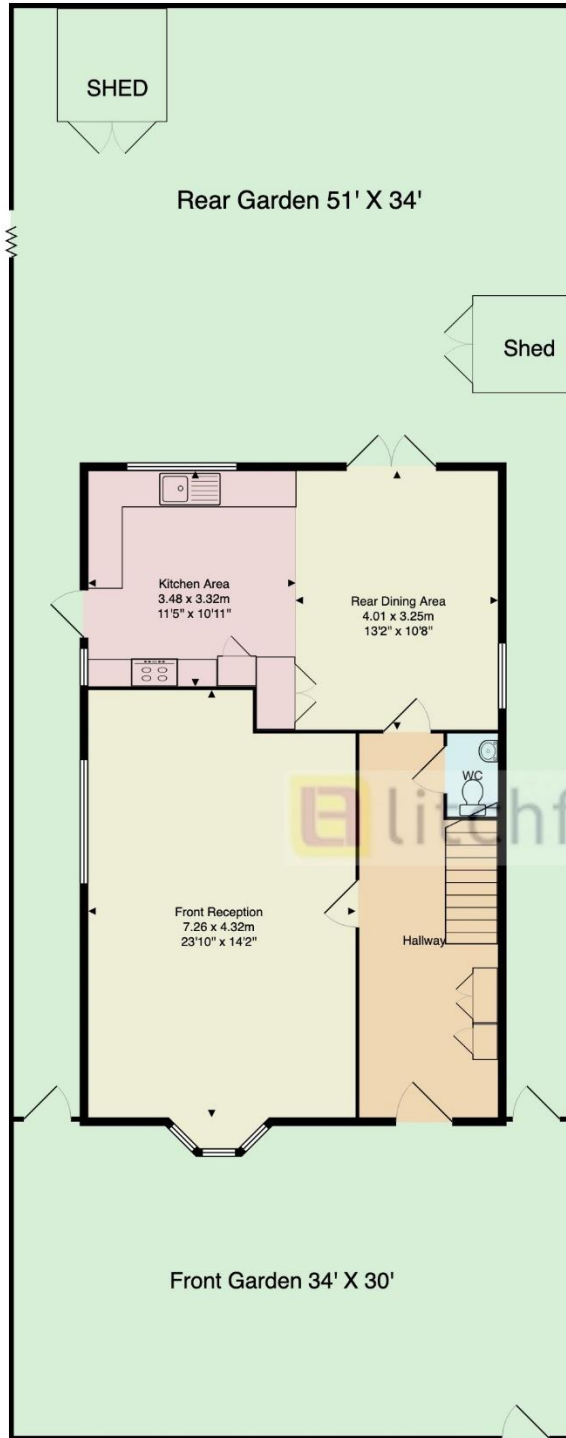 SHED
Rear Garden 51' X 34'
Shed
Kitchen Area
3.48 x 3.32m
11'5" x 10'11"
Rear Dining Area
4.01 x 3.25m
13'2" x 10'8"
WC
litchf
Front Reception
7.26 x 4.32m
23'10" x 14'2"
Hallway
Front Garden 34' X 30'